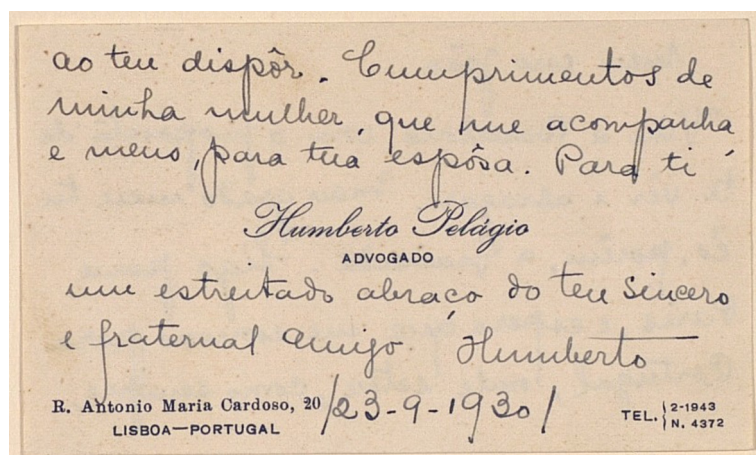 ao teu dispôr. Cumprimentos de
minha mulher, que me acompanha,
e meus, para tua espôsa. Para ti
Humberto Pelágio
ADVOGADO
um estreitado abraço do teu sincero
e fraternal amigo Humberto
R. Antonio Maria Cardoso, 20 /23-9-1930/
LISBOA—PORTUGAL
TEL. { 2-1943
N. 4372